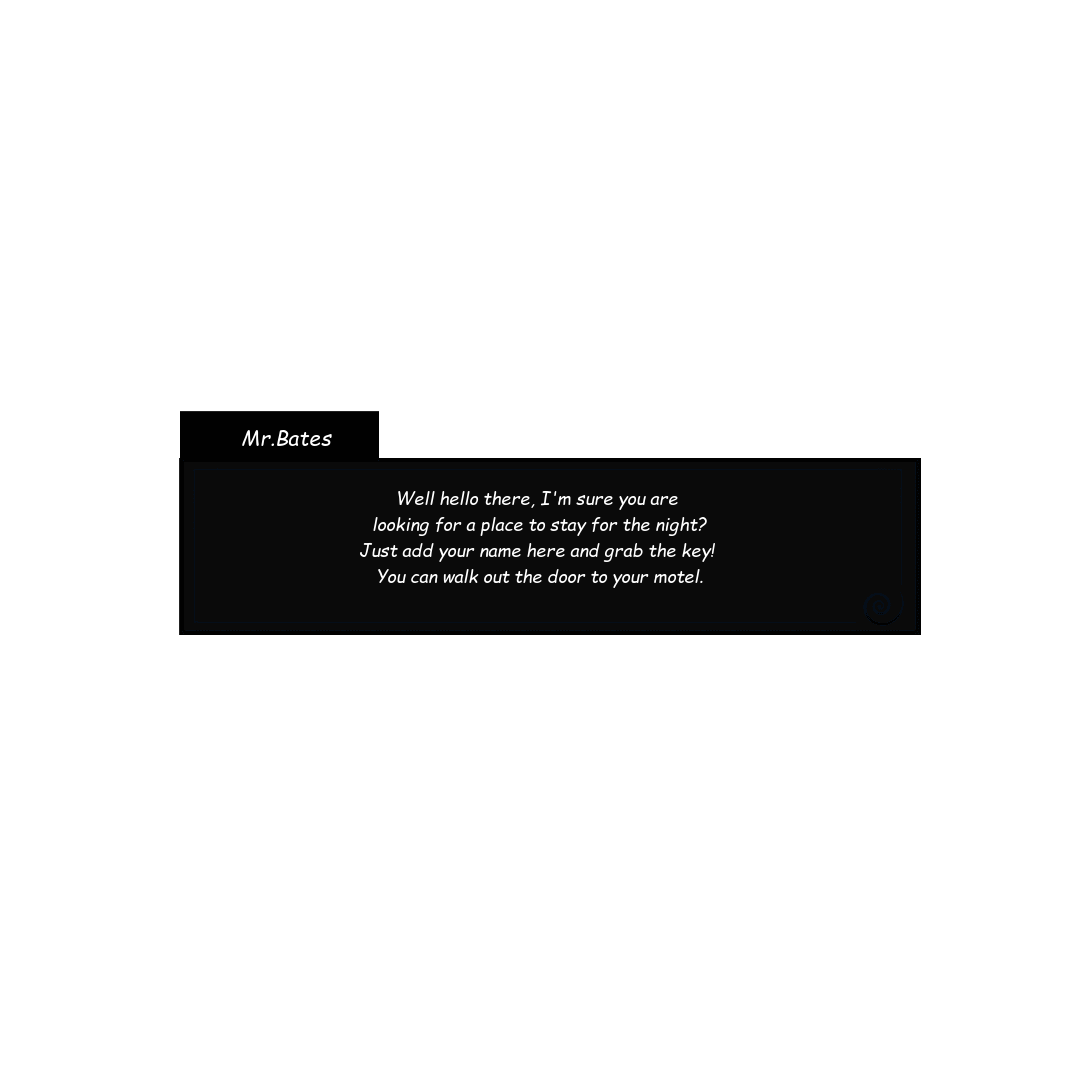 Mr.Bates
Well hello there, I'm sure you are
looking for a place to stay for the night?
Just add your name here and grab the key!
You can walk out the door to your motel.